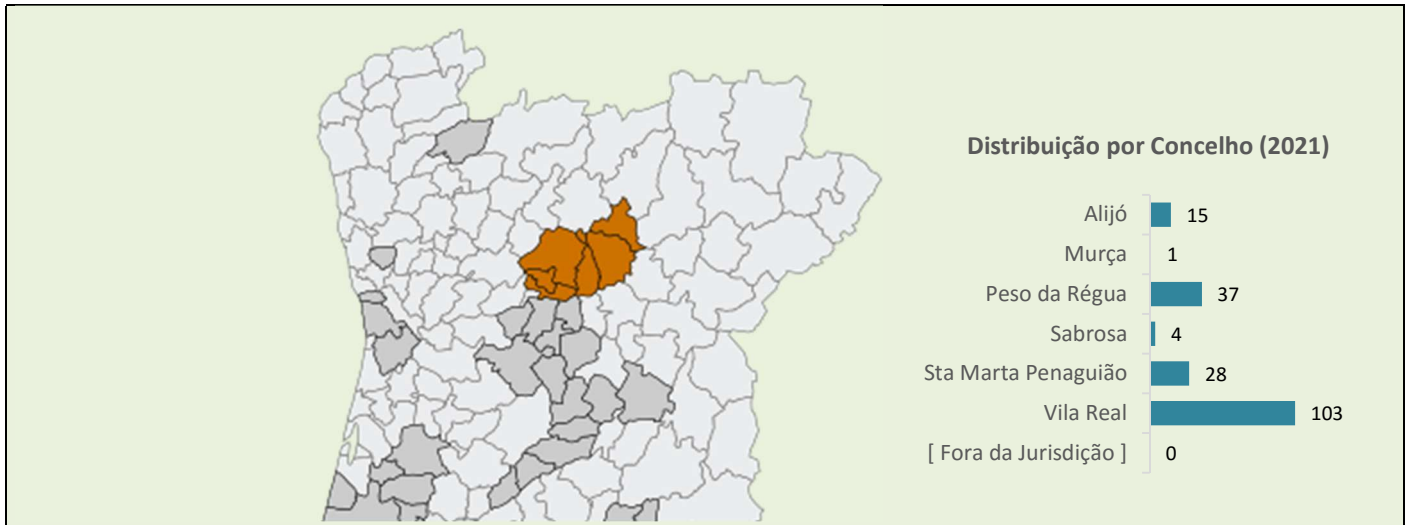 Distribuição por Concelho (2021)
Alijó 15
Murça 1
Peso da Régua 37
Sabrosa 4
Sta Marta Penaguião 28
Vila Real 103
[ Fora da Jurisdição ] 0